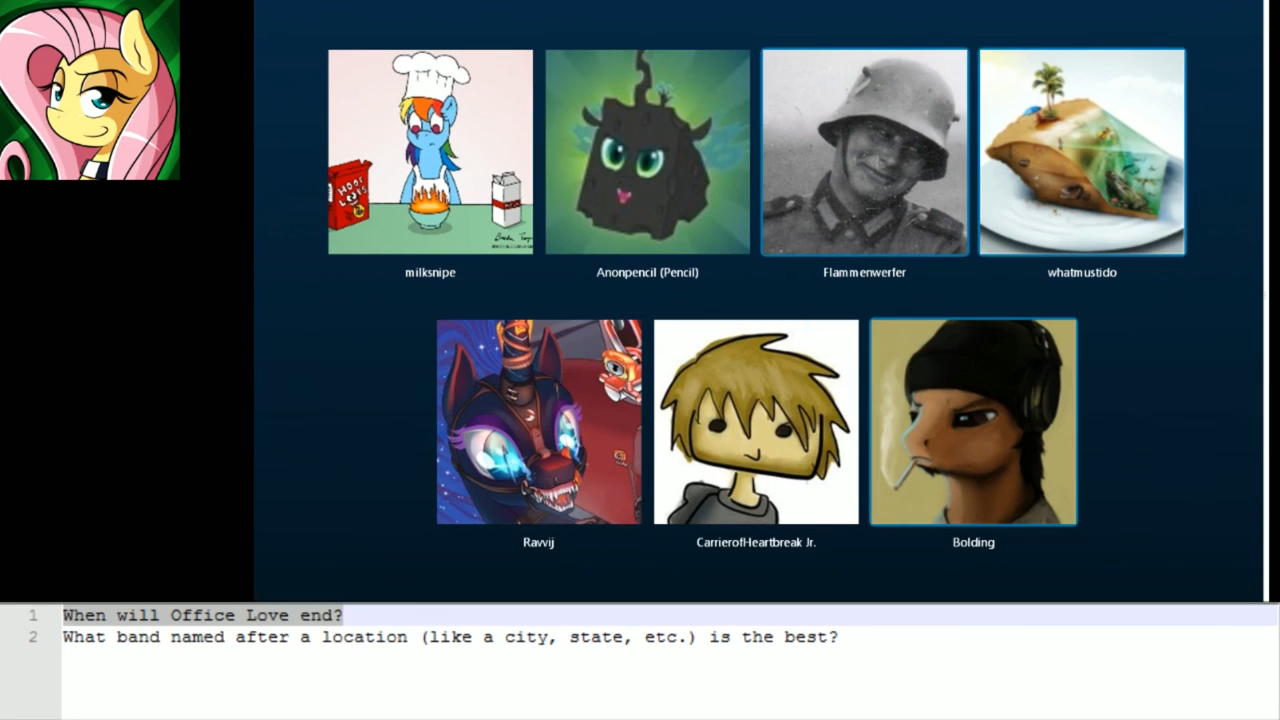 HOOT
milksnipe
Anonpencil (Pencil)
Flammenwerfer
whatmustido
Ravvij
CarrierofHeartbreak Jr.
Bolding
1 When will Office Love end?
2 What band named after a location (like a city, state, etc.) is the best?